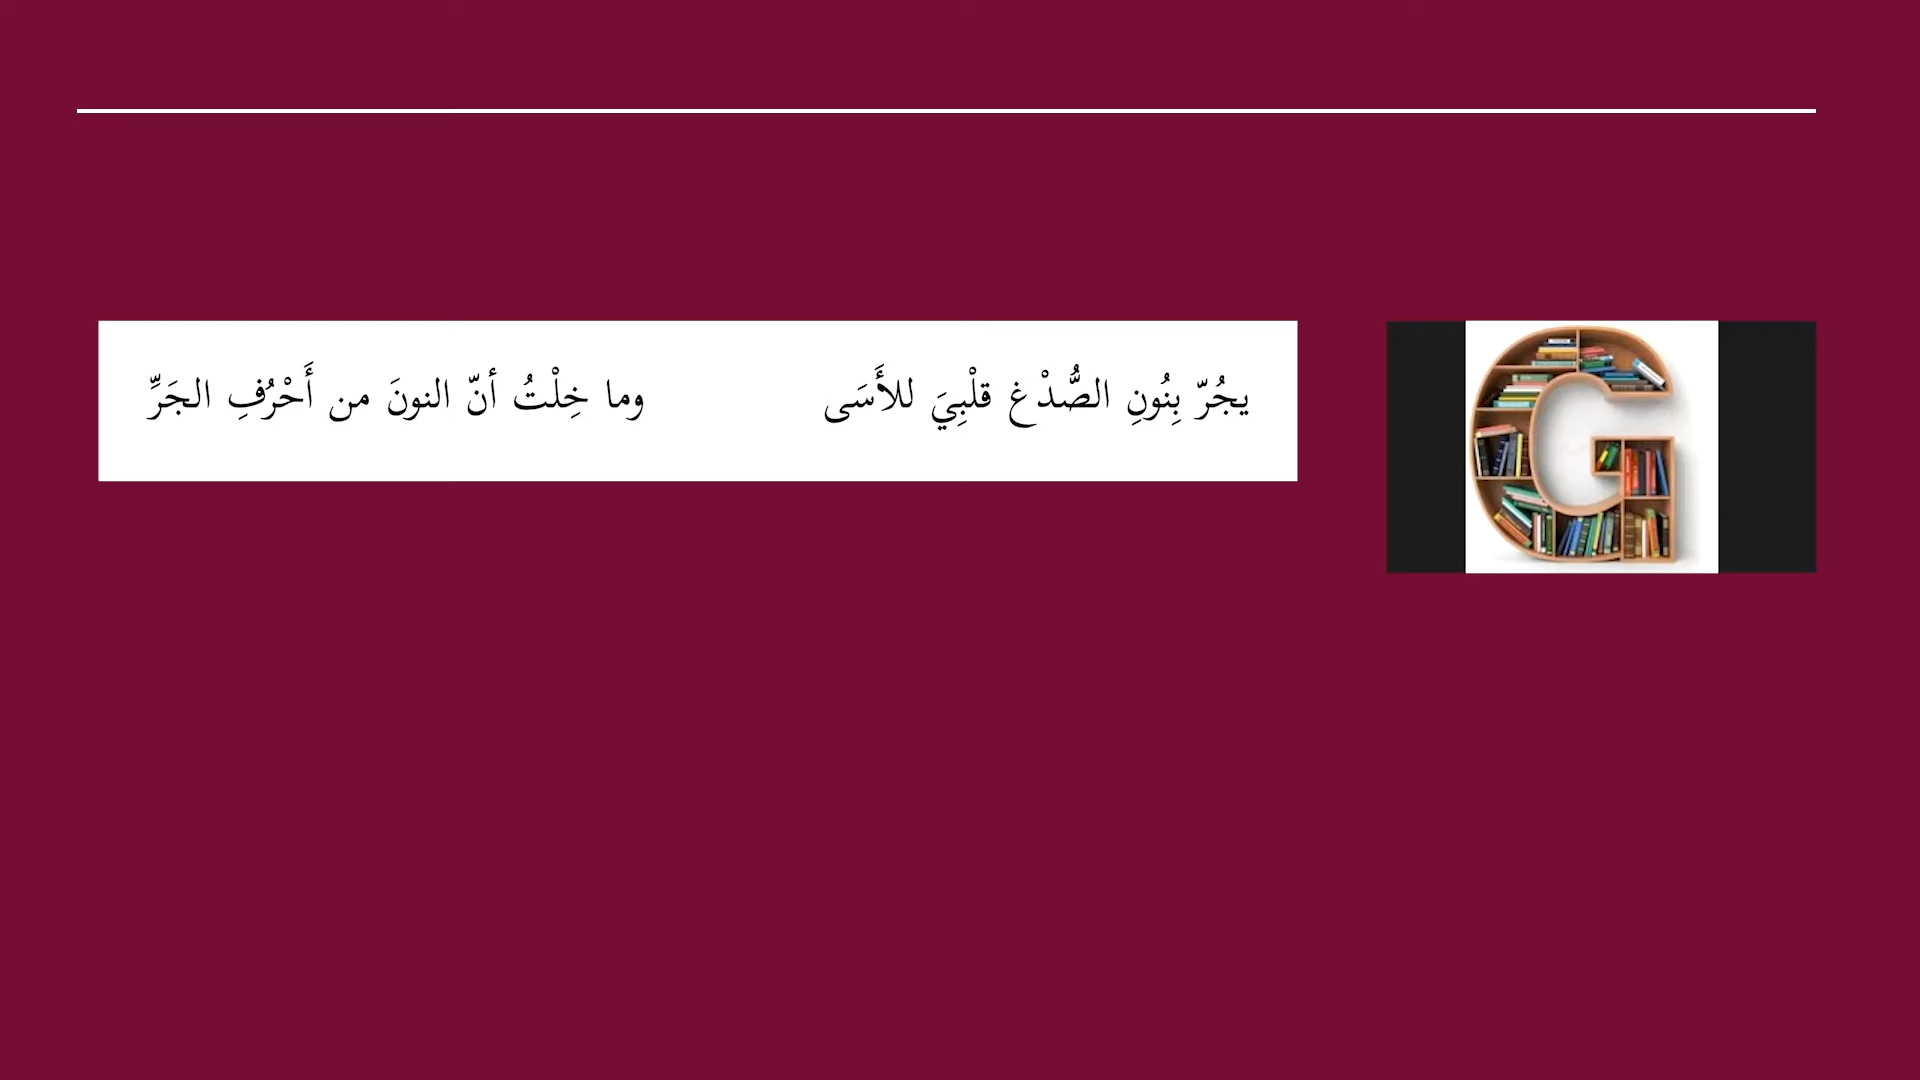 يجُرّ بِنُونِ الصُّدْغِ قلْبِيَ للأَسَى وما خِلْتُ أنّ النونَ من أَحْرُفِ الجَرِّ
G